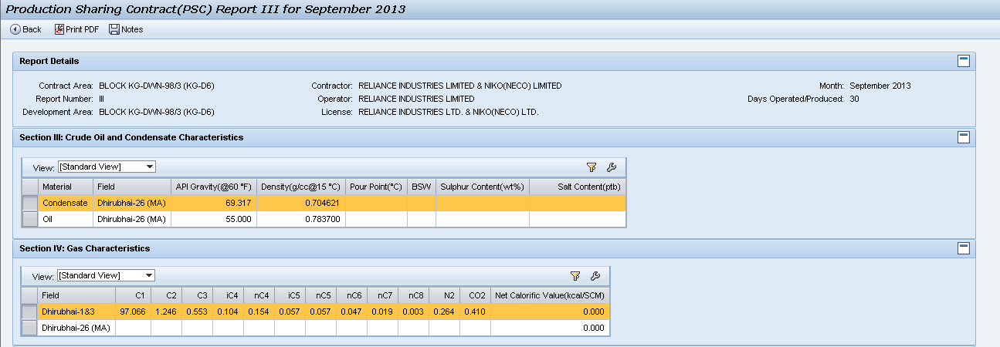 Production Sharing Contract(PSC) Report III for September 2013
Back Print PDF Notes
Report Details
Contract Area: BLOCK KG-DWN-98/3 (KG-D6) Contractor: RELIANCE INDUSTRIES LIMITED & NIKO(NECO) LIMITED Month: September 2013
Report Number: III Operator: RELIANCE INDUSTRIES LIMITED Days Operated/Produced: 30
Development Area: BLOCK KG-DWN-98/3 (KG-D6) License: RELIANCE INDUSTRIES LTD. & NIKO(NECO) LTD.
Section III: Crude Oil and Condensate Characteristics
View: [Standard View]
Material Field API Gravity(@60 °F) Density(g/cc@15 °C) Pour Point(°C) BSW Sulphur Content(wt%) Salt Content(ptb)
Condensate Dhirubhai-26 (MA) 69.317 0.704621
Oil Dhirubhai-26 (MA) 55.000 0.783700
Section IV: Gas Characteristics
View: [Standard View]
Field C1 C2 C3 iC4 nC4 iC5 nC5 nC6 nC7 nC8 N2 CO2 Net Calorific Value(kcal/SCM)
Dhirubhai-1&3 97.066 1.246 0.553 0.104 0.154 0.057 0.057 0.047 0.019 0.003 0.264 0.410 0.000
Dhirubhai-26 (MA) 0.000